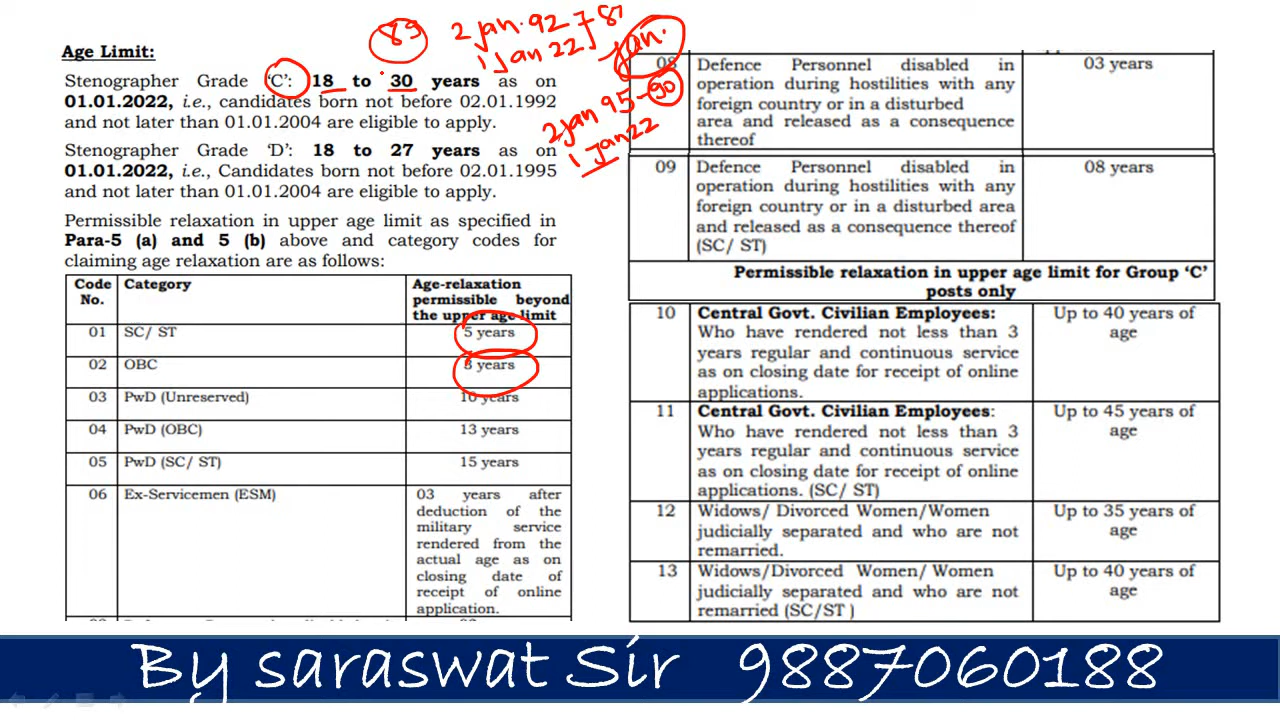 89
2 jan. 92
1 Jan 22
87
Jan.
2 jan 95 - 90
1 Jan 22
Age Limit:
Stenographer Grade 'C': 18 to 30 years as on
01.01.2022, i.e., candidates born not before 02.01.1992
and not later than 01.01.2004 are eligible to apply.
Stenographer Grade 'D': 18 to 27 years as on
01.01.2022, i.e., Candidates born not before 02.01.1995
and not later than 01.01.2004 are eligible to apply.
Permissible relaxation in upper age limit as specified in
Para-5 (a) and 5 (b) above and category codes for
claiming age relaxation are as follows:
Code No. Category Age-relaxation permissible beyond the upper age limit
01 SC/ ST 5 years
02 OBC 3 years
03 PwD (Unreserved) 10 years
04 PwD (OBC) 13 years
05 PwD (SC/ ST) 15 years
06 Ex-Servicemen (ESM) 03 years after
deduction of the
military service
rendered from the
actual age as on
closing date of
receipt of online
application.
08 Defence Personnel disabled in 03 years
operation during hostilities with any
foreign country or in a disturbed
area and released as a consequence
thereof
09 Defence Personnel disabled in 08 years
operation during hostilities with any
foreign country or in a disturbed area
and released as a consequence thereof
(SC/ ST)
Permissible relaxation in upper age limit for Group 'C'
posts only
10 Central Govt. Civilian Employees: Up to 40 years of
Who have rendered not less than 3 age
years regular and continuous service
as on closing date for receipt of online
applications.
11 Central Govt. Civilian Employees: Up to 45 years of
Who have rendered not less than 3 age
years regular and continuous service
as on closing date for receipt of online
applications. (SC/ ST)
12 Widows/ Divorced Women/Women Up to 35 years of
judicially separated and who are not age
remarried.
13 Widows/Divorced Women/ Women Up to 40 years of
judicially separated and who are not age
remarried (SC/ST )
By saraswat Sir 9887060188